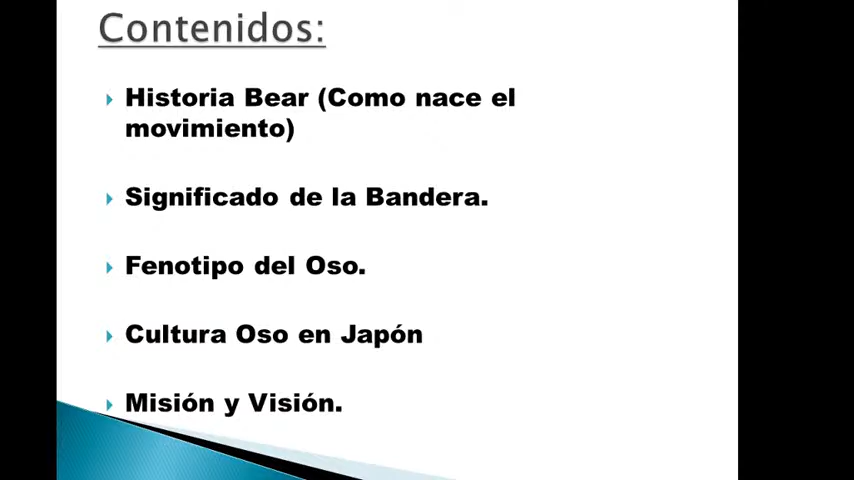 Contenidos:
Historia Bear (Como nace el
movimiento)
Significado de la Bandera.
Fenotipo del Oso.
Cultura Oso en Japón
Misión y Visión.